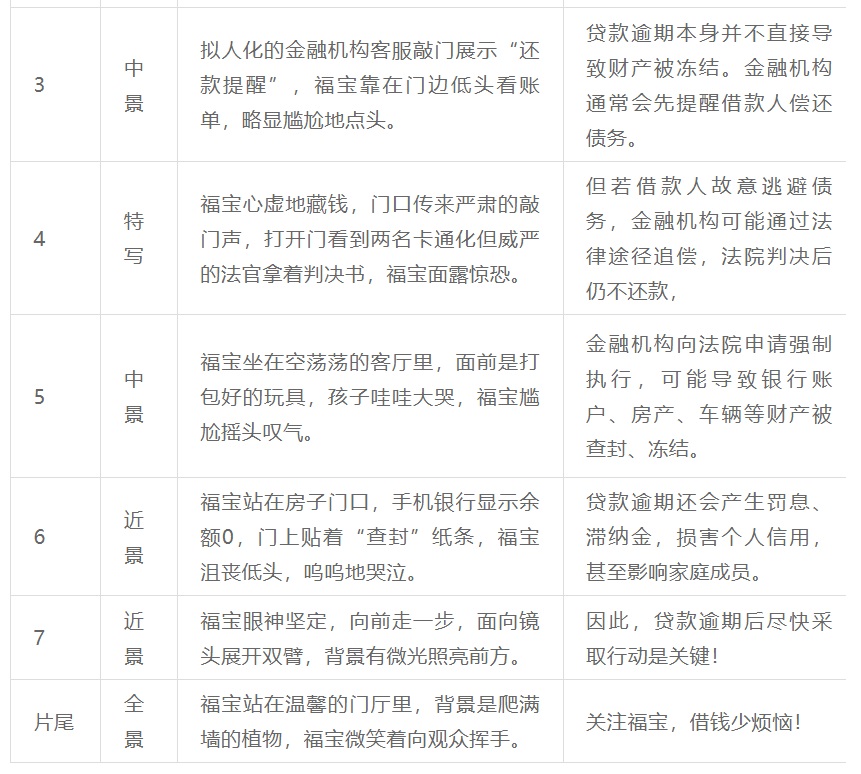 3
中
景
拟人化的金融机构客服敲门展示“还
款提醒”，福宝靠在门边低头看账
单，略显尴尬地点头。
贷款逾期本身并不直接导
致财产被冻结。金融机构
通常会先提醒借款人偿还
债务。
4
特
写
福宝心虚地藏钱，门口传来严肃的敲
门声，打开门看到两名卡通化但威严
的法官拿着判决书，福宝面露惊恐。
但若借款人故意逃避债
务，金融机构可能通过法
律途径追偿，法院判决后
仍不还款，
5
中
景
福宝坐在空荡荡的客厅里，面前是打
包好的玩具，孩子哇哇大哭，福宝尴
尬摇头叹气。
金融机构向法院申请强制
执行，可能导致银行账
户、房产、车辆等财产被
查封、冻结。
6
近
景
福宝站在房子门口，手机银行显示余
额0，门上贴着“查封”纸条，福宝
沮丧低头，呜呜地哭泣。
贷款逾期还会产生罚息、
滞纳金，损害个人信用，
甚至影响家庭成员。
7
近
景
福宝眼神坚定，向前走一步，面向镜
头展开双臂，背景有微光照亮前方。
因此，贷款逾期后尽快采
取行动是关键！
片尾
全
景
福宝站在温馨的门厅里，背景是爬满
墙的植物，福宝微笑着向观众挥手。
关注福宝，借钱少烦恼！